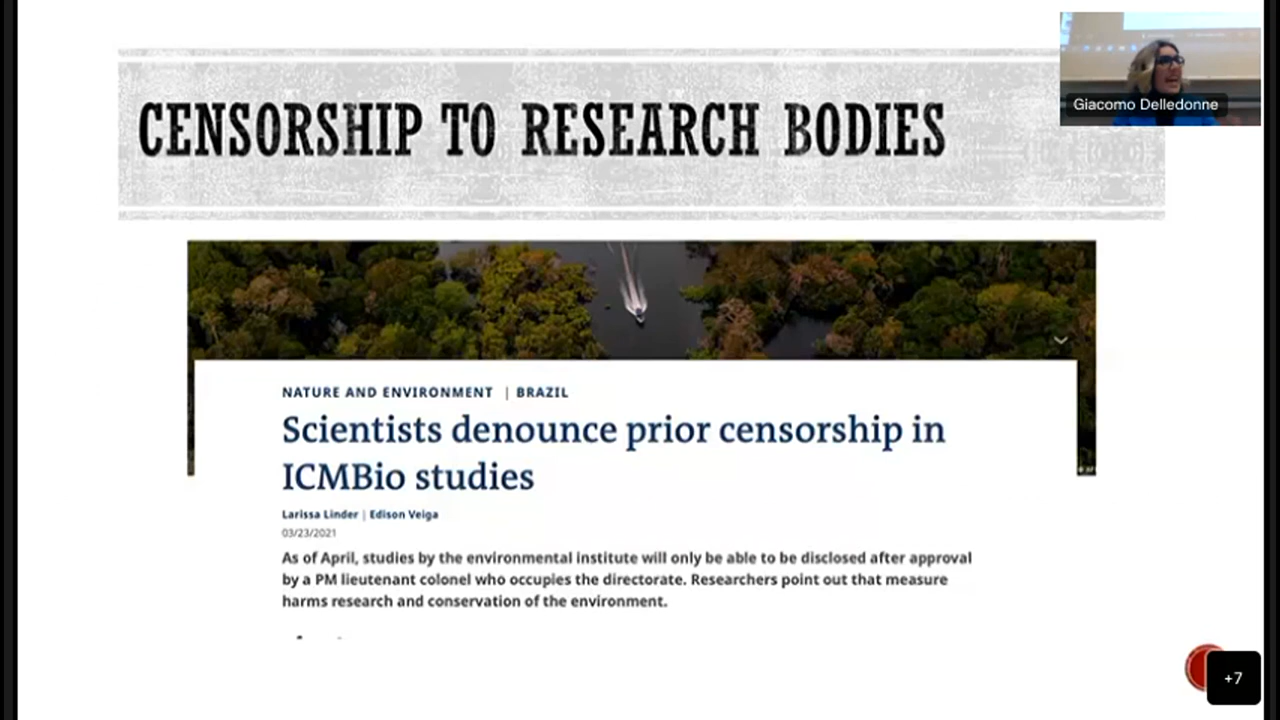 CENSORSHIP TO RESEARCH BODIES
Giacomo Delledonne
NATURE AND ENVIRONMENT | BRAZIL
Scientists denounce prior censorship in
ICMBio studies
Larissa Linder | Edison Veiga
03/23/2021
As of April, studies by the environmental institute will only be able to be disclosed after approval
by a PM lieutenant colonel who occupies the directorate. Researchers point out that measure
harms research and conservation of the environment.
+7